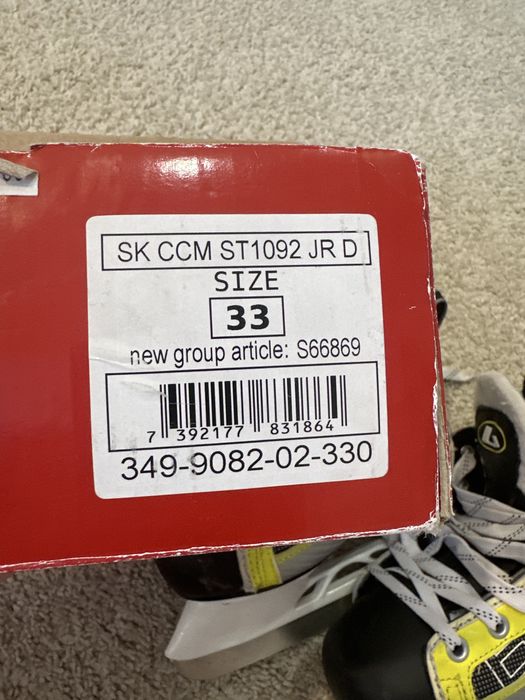 SK CCM ST1092 JR D
SIZE
33
new group article: S66869
7 392177 831864
349-9082-02-330